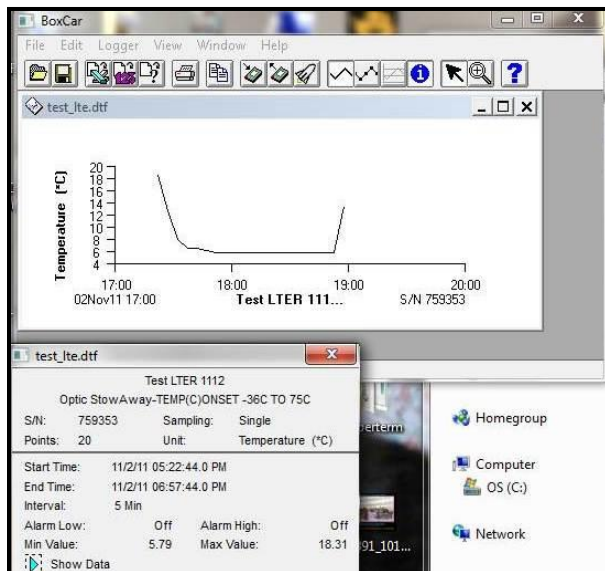 BoxCar
File Edit Logger View Window Help
test_lte.dtf
Temperature (°C)
20
18
16
14
12
10
8
6
4
17:00 18:00 19:00 20:00
02Nov11 17:00 Test LTER 111... S/N 759353
test_lte.dtf
Test LTER 1112
Optic StowAway-TEMP(C)ONSET -36C TO 75C
S/N: 759353 Sampling: Single
Points: 20 Unit: Temperature (°C)
Start Time: 11/2/11 05:22:44.0 PM
End Time: 11/2/11 06:57:44.0 PM
Interval: 5 Min
Alarm Low: Off Alarm High: Off
Min Value: 5.79 Max Value: 18.31
Show Data
perterm
91_101...
Homegroup
Computer
OS (C:)
Network